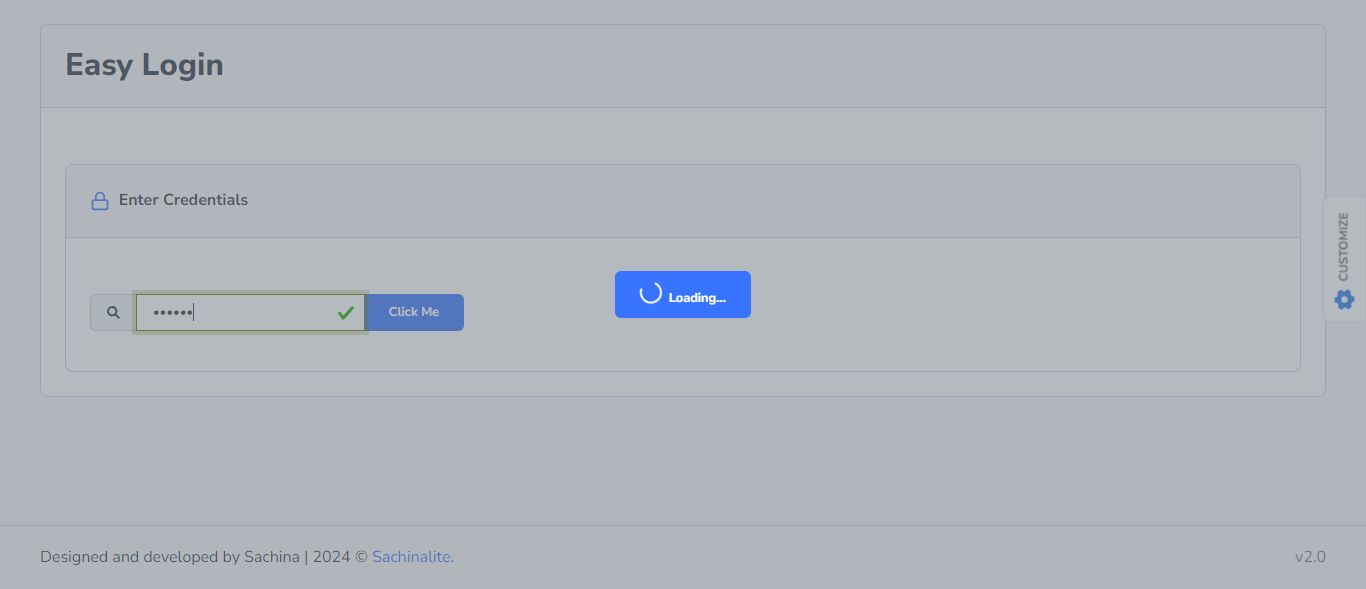 Easy Login
Enter Credentials
••••••
Click Me
Loading...
CUSTOMIZE
Designed and developed by Sachina | 2024 © Sachinalite.
v2.0